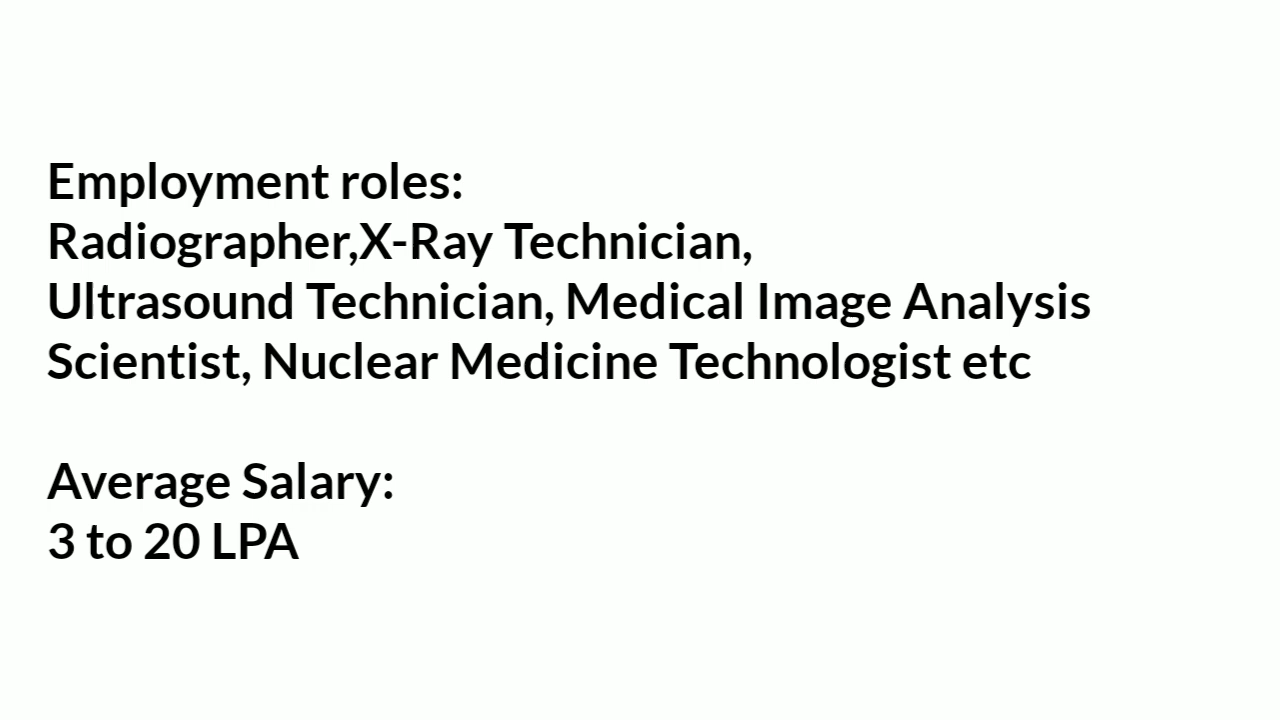 Employment roles:
Radiographer,X-Ray Technician,
Ultrasound Technician, Medical Image Analysis
Scientist, Nuclear Medicine Technologist etc
Average Salary:
3 to 20 LPA